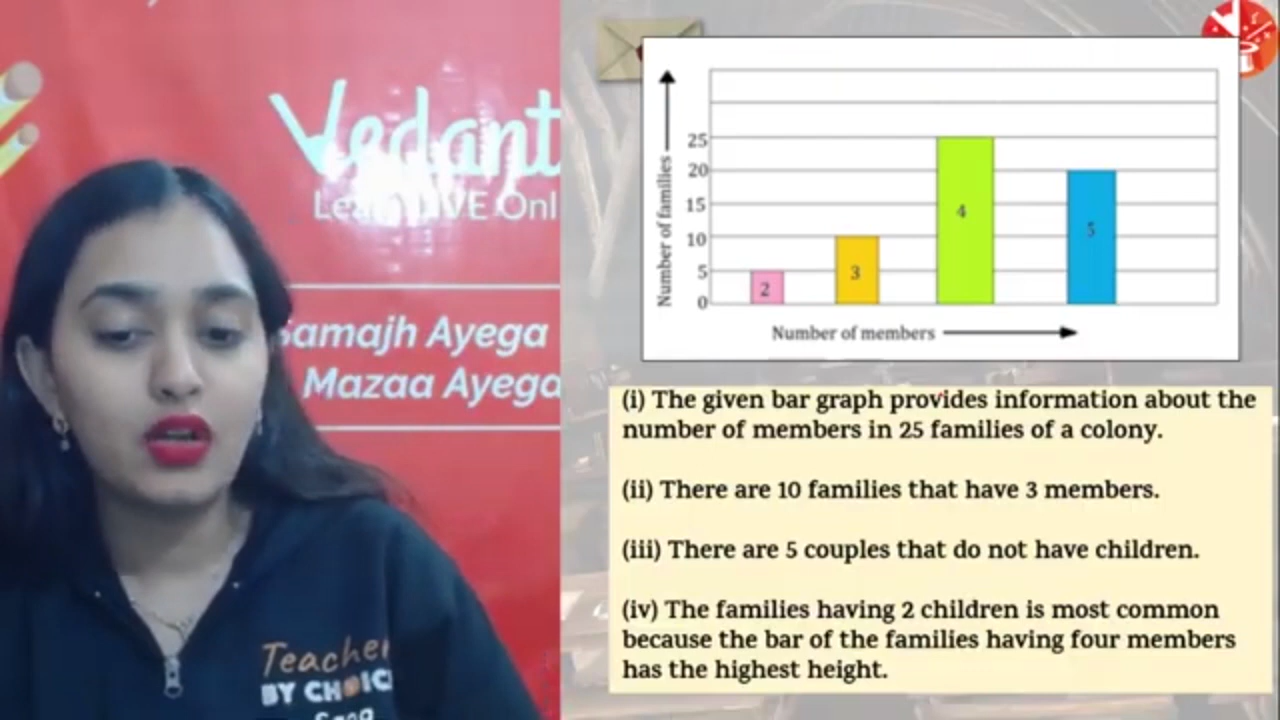 Vedant
Lea VE Onl
Samajh Ayega
Mazaa Ayega
Teacher
BY CHOIC
Number of families
25
20
15
10
5
0
2
3
4
5
Number of members
(i) The given bar graph provides information about the
number of members in 25 families of a colony.
(ii) There are 10 families that have 3 members.
(iii) There are 5 couples that do not have children.
(iv) The families having 2 children is most common
because the bar of the families having four members
has the highest height.